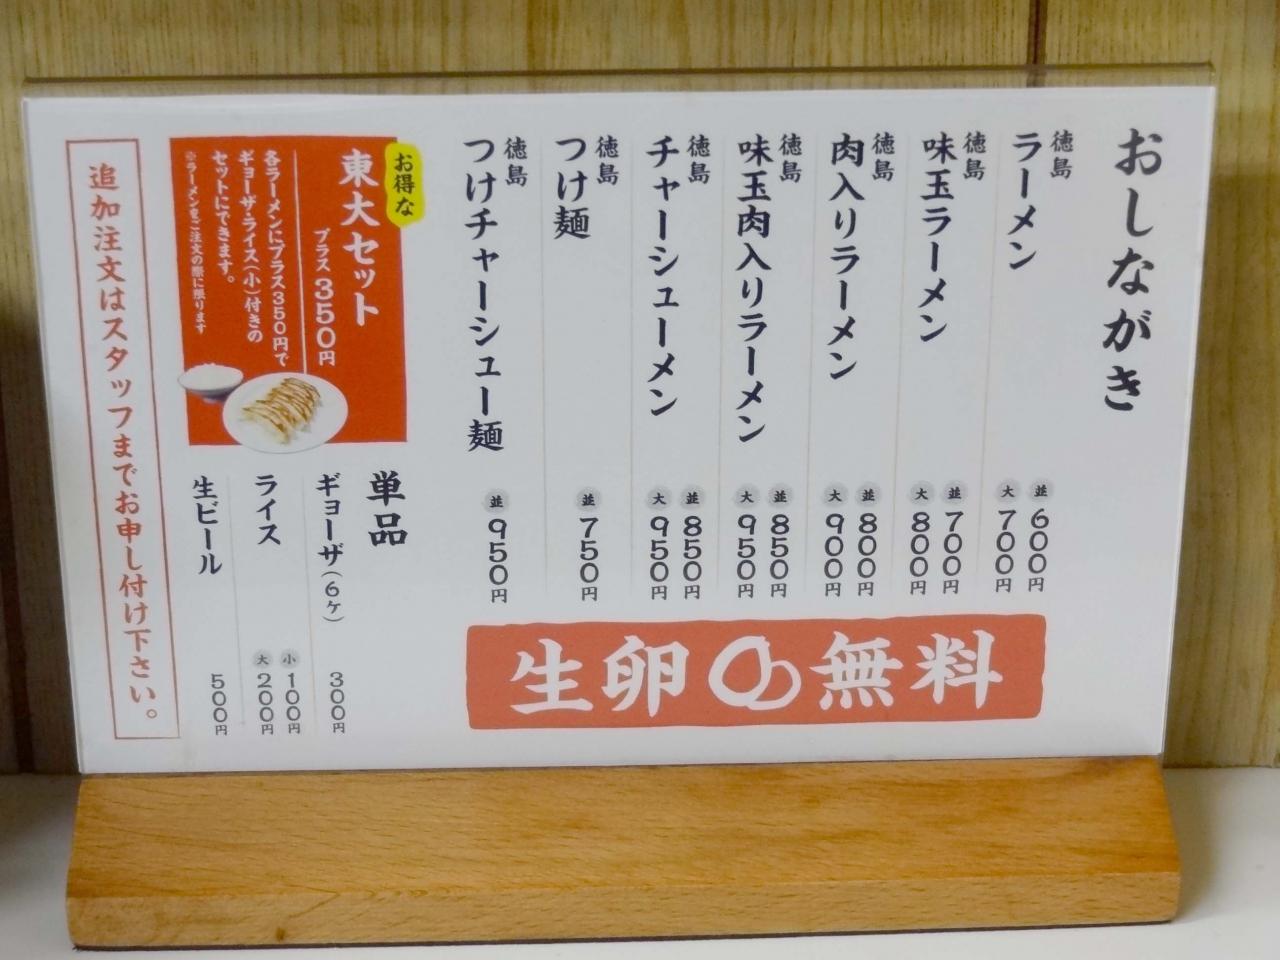 おしながき
徳島
ラーメン
並 600円
大 700円
徳島
味玉ラーメン
並 700円
大 800円
徳島
肉入りラーメン
並 800円
大 900円
徳島
味玉肉入りラーメン
並 850円
大 950円
徳島
チャーシューメン
並 850円
大 950円
徳島
つけ麺
並 750円
徳島
つけチャーシュー麺
並 950円
生卵無料
お得な
東大セット
プラス350円
各ラーメンにプラス350円で
ギョーザ・ライス(小)付きの
セットにできます。
※ラーメンをご注文の際に限ります
単品
ギョーザ(6ケ) 300円
ライス
小 100円
大 200円
生ビール 500円
追加注文はスタッフまでお申し付け下さい。